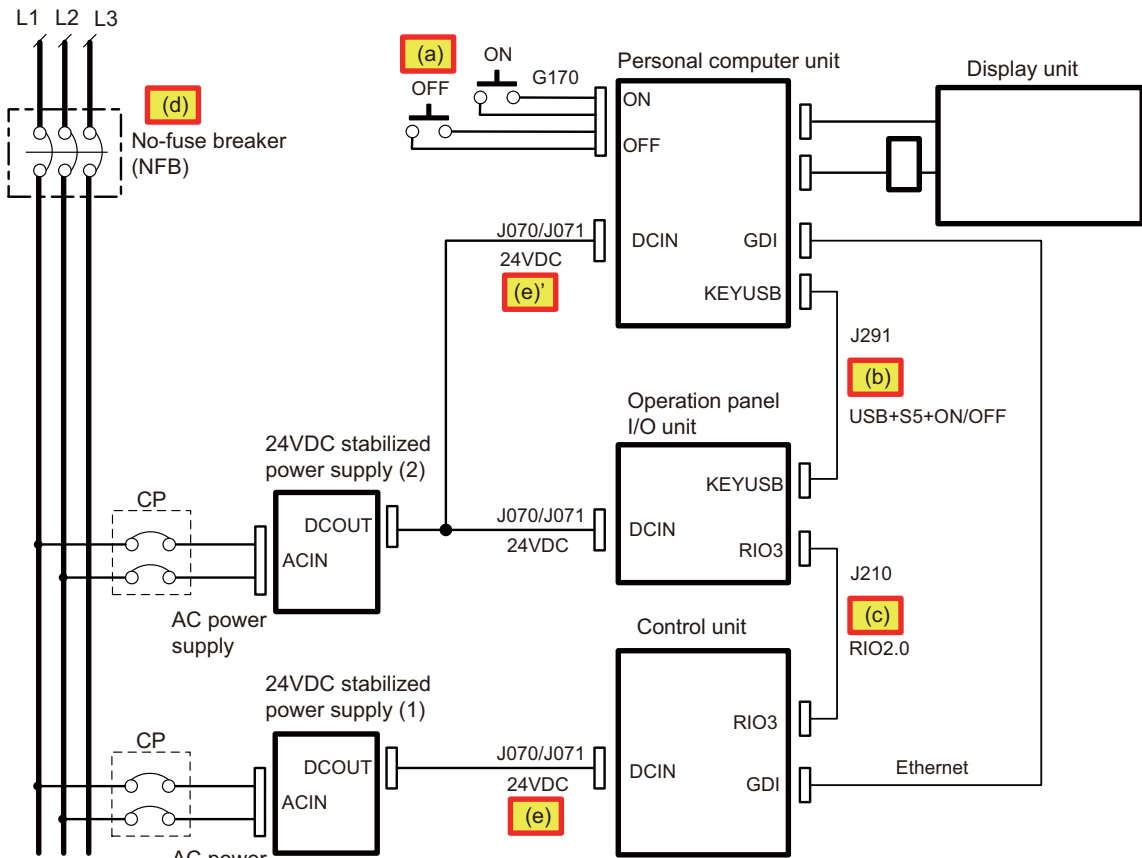 L1 L2 L3
(a)
ON
OFF
G170
Personal computer unit
Display unit
(d)
No-fuse breaker
(NFB)
ON
OFF
J070/J071
24VDC
(e)'
DCIN
GDI
KEYUSB
J291
(b)
USB+S5+ON/OFF
Operation panel
I/O unit
24VDC stabilized
power supply (2)
CP
DCOUT
ACIN
J070/J071
24VDC
DCIN
KEYUSB
RIO3
J210
(c)
RIO2.0
AC power
supply
Control unit
24VDC stabilized
power supply (1)
CP
DCOUT
ACIN
J070/J071
24VDC
(e)
DCIN
RIO3
GDI
Ethernet
AC power